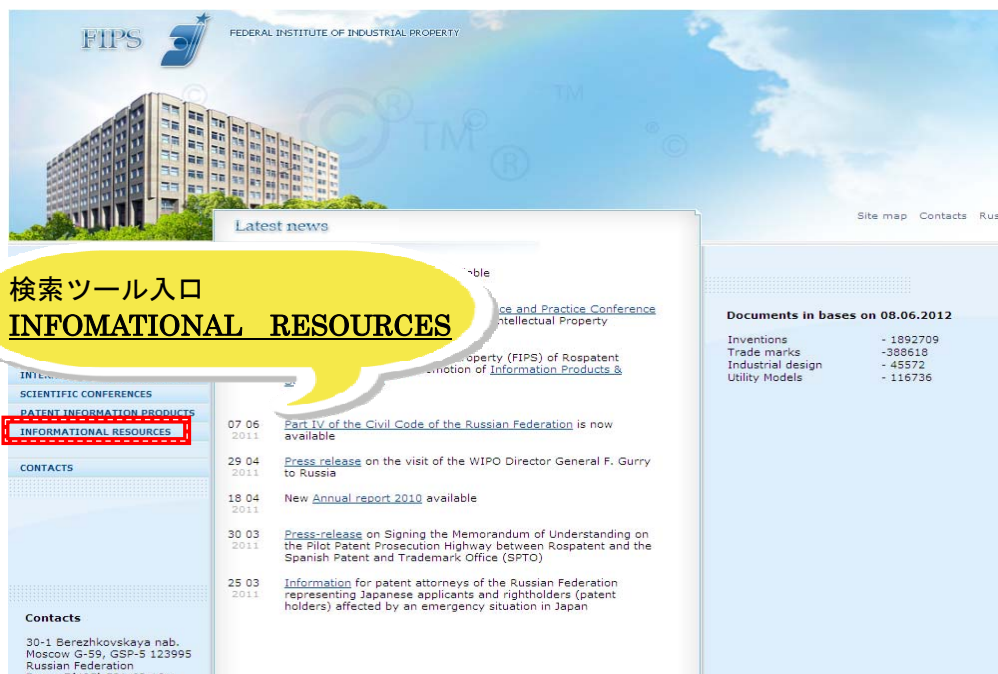 FIPS
FEDERAL INSTITUTE OF INDUSTRIAL PROPERTY
© ® TM
TM ® © ®
©
Site map Contacts Rus
Latest news
検索ツール入口
INFOMATIONAL RESOURCES
ce and Practice Conference
ntellectual Property
operty (FIPS) of Rospatent
motion of Information Products &
SCIENTIFIC CONFERENCES
PATENT INFORMATION PRODUCTS
INFORMATIONAL RESOURCES
CONTACTS
07 06 2011 Part IV of the Civil Code of the Russian Federation is now
available
29 04 2011 Press release on the visit of the WIPO Director General F. Gurry
to Russia
18 04 2011 New Annual report 2010 available
30 03 2011 Press-release on Signing the Memorandum of Understanding on
the Pilot Patent Prosecution Highway between Rospatent and the
Spanish Patent and Trademark Office (SPTO)
25 03 2011 Information for patent attorneys of the Russian Federation
representing Japanese applicants and rightholders (patent
holders) affected by an emergency situation in Japan
Documents in bases on 08.06.2012
Inventions - 1892709
Trade marks -388618
Industrial design - 45572
Utility Models - 116736
Contacts
30-1 Berezhkovskaya nab.
Moscow G-59, GSP-5 123995
Russian Federation